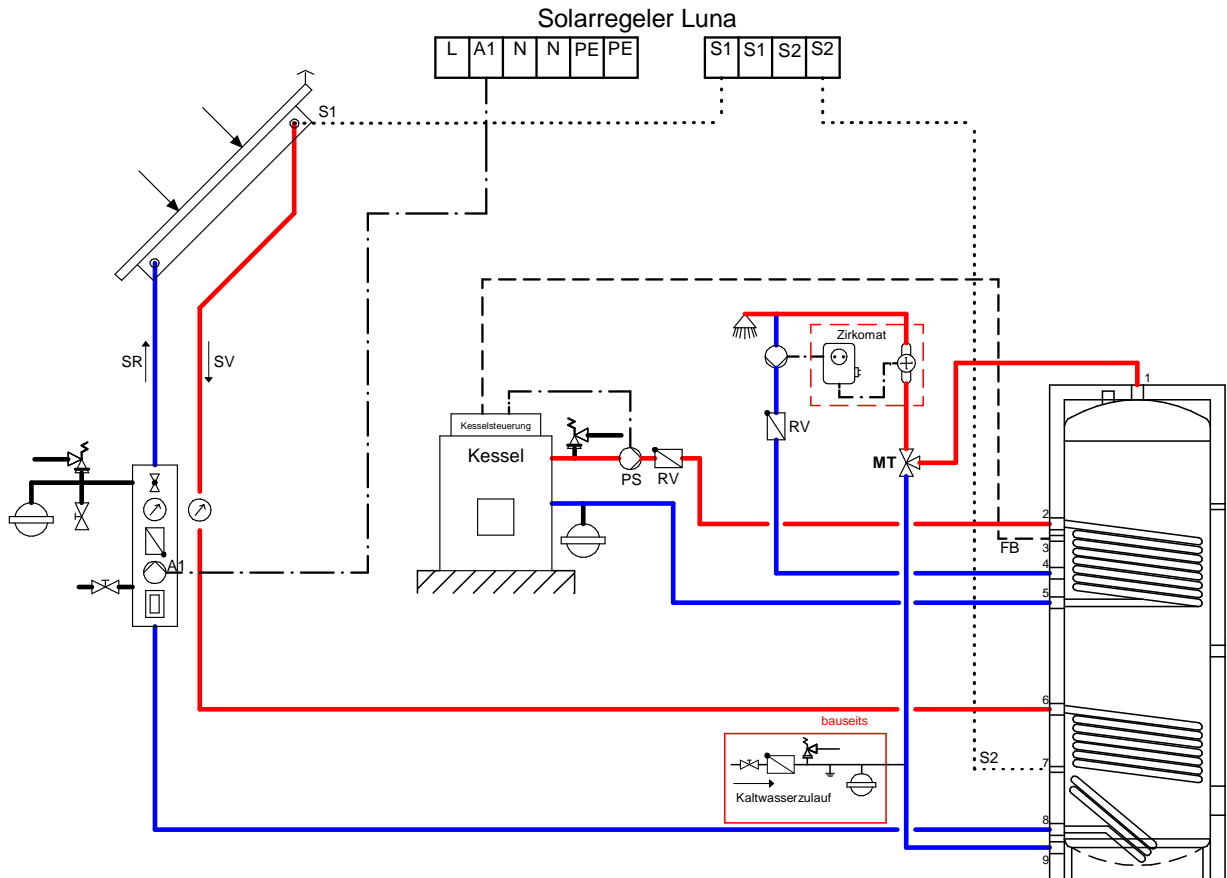 Solarregeler Luna
L A1 N N PE PE
S1 S1 S2 S2
S1
SR
SV
Zirkomat
1
Kesselsteuerung
Kessel
RV
MT
PS
RV
2
FB
3
4
5
A1
6
bauseits
S2
7
Kaltwasserzulauf
8
9